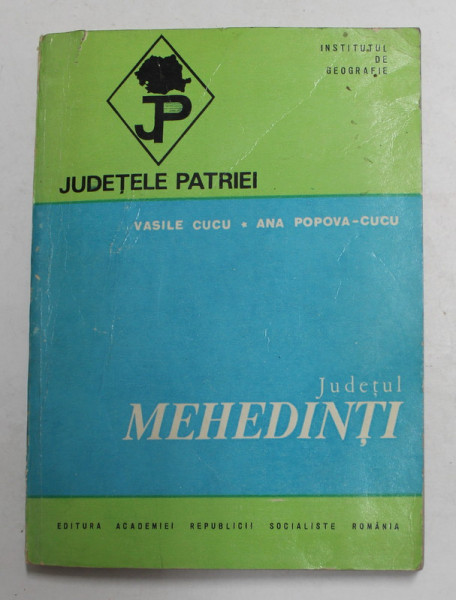 INSTITUTUL
DE
GEOGRAFIE
JP
JUDEȚELE PATRIEI
VASILE CUCU • ANA POPOVA-CUCU
Județul
MEHEDINȚI
EDITURA ACADEMIEI REPUBLICII SOCIALISTE ROMÂNIA